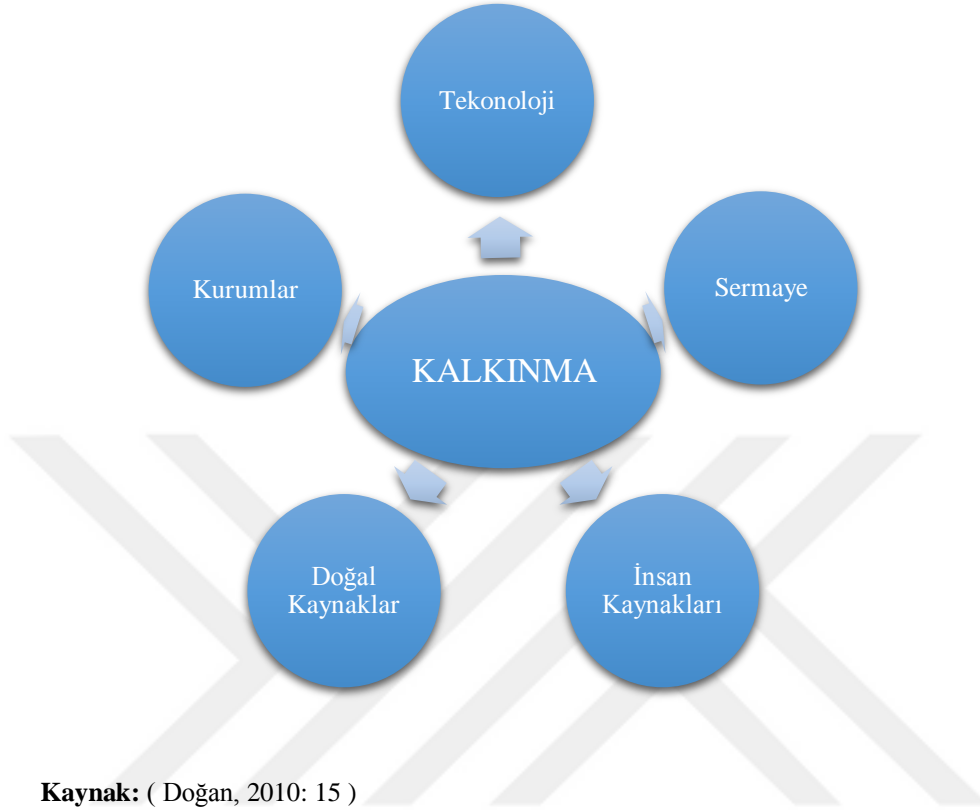 Tekonoloji
Kurumlar
Sermaye
KALKINMA
Doğal
Kaynaklar
İnsan
Kaynakları
Kaynak: ( Doğan, 2010: 15 )